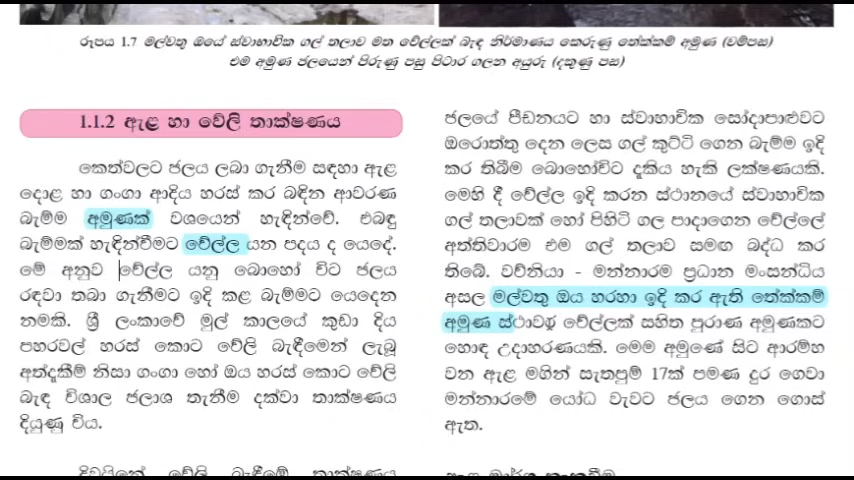 රූපය 1.7 මල්වතු ඔයේ ස්වාභාවික ගල් තලාව මත වේල්ලක් බැඳ නිර්මාණය කෙරුණු තේක්කම් අමුණ (වම්පස)
එම අමුණ ජලයෙන් පිරුණු පසු පිටාර ගලන අයුරු (දකුණු පස)
1.1.2 ඇළ හා වේලි තාක්ෂණය
කෙත්වලට ජලය ලබා ගැනීම සඳහා ඇළ
දොළ හා ගංගා ආදිය හරස් කර බඳින ආවරණ
බැම්ම අමුණක් වශයෙන් හැඳින්වේ. එබඳු
බැම්මක් හැඳින්වීමට වේල්ල යන පදය ද යෙදේ.
මේ අනුව වේල්ල යනු බොහෝ විට ජලය
රඳවා තබා ගැනීමට ඉදි කළ බැම්මට යෙදෙන
නමකි. ශ්‍රී ලංකාවේ මුල් කාලයේ කුඩා දිය
පහරවල් හරස් කොට වේලි බැඳීමෙන් ලැබූ
අත්දැකීම් නිසා ගංගා හෝ ඔය හරස් කොට වේලි
බැඳ විශාල ජලාශ තැනීම දක්වා තාක්ෂණය
දියුණු විය.
දිවයිනේ වේලි බැඳීමේ තාක්ෂණය
ජලයේ පීඩනයට හා ස්වාභාවික සෝදාපාළුවට
ඔරොත්තු දෙන ලෙස ගල් කුට්ටි ගෙන බැම්ම ඉදි
කර තිබීම බොහෝවිට දැකිය හැකි ලක්ෂණයකි.
මෙහි දී වේල්ල ඉදි කරන ස්ථානයේ ස්වාභාවික
ගල් තලාවක් හෝ පිහිටි ගල පාදාගෙන වේල්ලේ
අත්තිවාරම එම ගල් තලාව සමඟ බද්ධ කර
තිබේ. වව්නියා - මන්නාරම ප්‍රධාන මංසන්ධිය
අසල මල්වතු ඔය හරහා ඉදි කර ඇති තේක්කම්
අමුණ ස්ථාවර වේල්ලක් සහිත පුරාණ අමුණකට
හොඳ උදාහරණයකි. මෙම අමුණේ සිට ආරම්භ
වන ඇළ මගින් සැතපුම් 17ක් පමණ දුර ගෙවා
මන්නාරමේ යෝධ වැවට ජලය ගෙන ගොස්
ඇත.